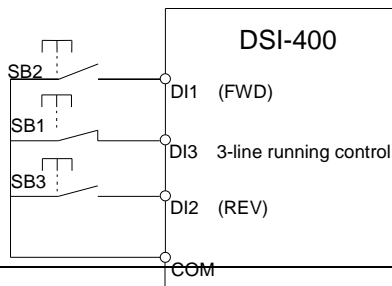 DSI-400
SB2
DI1 (FWD)
SB1
DI3 3-line running control
SB3
DI2 (REV)
COM